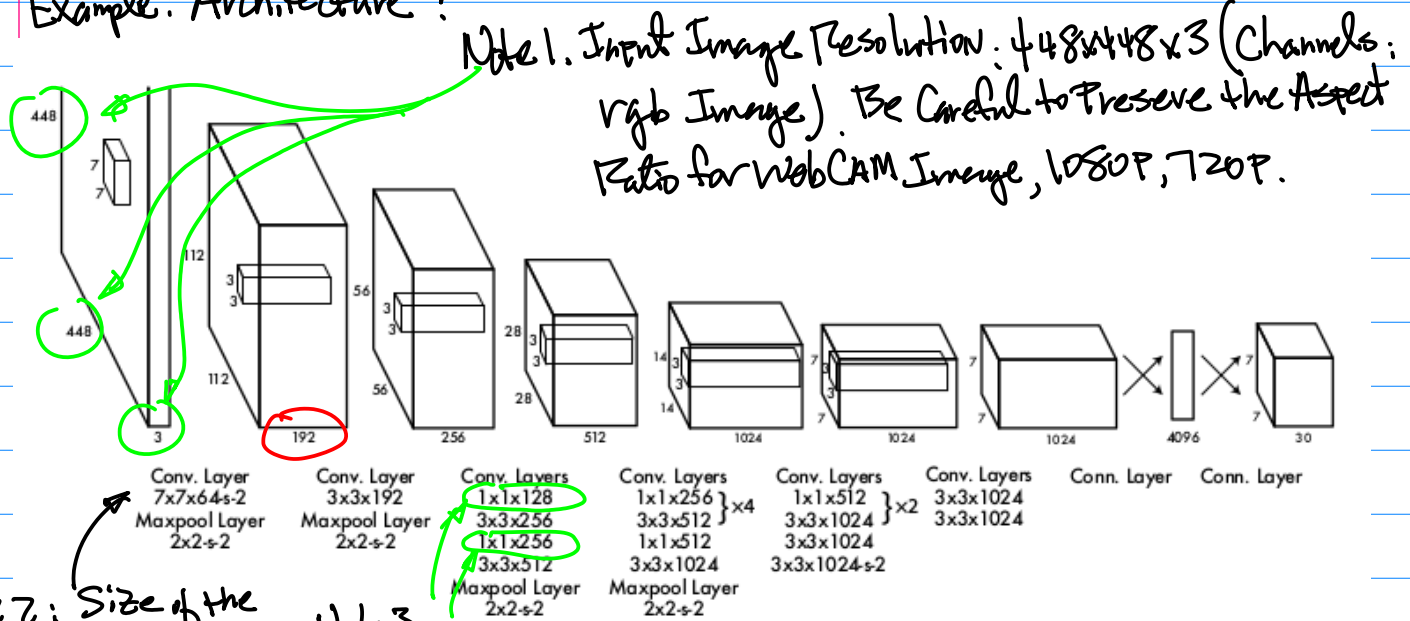 Example. Architecture :
Note 1. Input Image Resolution. 448x448x3 (Channels:
rgb Image). Be Careful to Preserve the Aspect
Ratio for WebCAM Image, 1080P, 720P.
448
7
7
448
3
112
3
3
112
192
56
3
3
56
256
28
3
3
28
512
14
3
3
14
1024
7
3
3
7
1024
7
7
1024
4096
7
7
30
Conv. Layer
7x7x64-s-2
Maxpool Layer
2x2-s-2
Conv. Layer
3x3x192
Maxpool Layer
2x2-s-2
Conv. Layers
1x1x128
3x3x256
1x1x256
3x3x512
Maxpool Layer
2x2-s-2
Conv. Layers
1x1x256
3x3x512 } x4
1x1x512
3x3x1024
Maxpool Layer
2x2-s-2
Conv. Layers
1x1x512
3x3x1024 } x2
3x3x1024
3x3x1024-s-2
Conv. Layers
3x3x1024
3x3x1024
Conn. Layer
Conn. Layer
2: Size of the
3